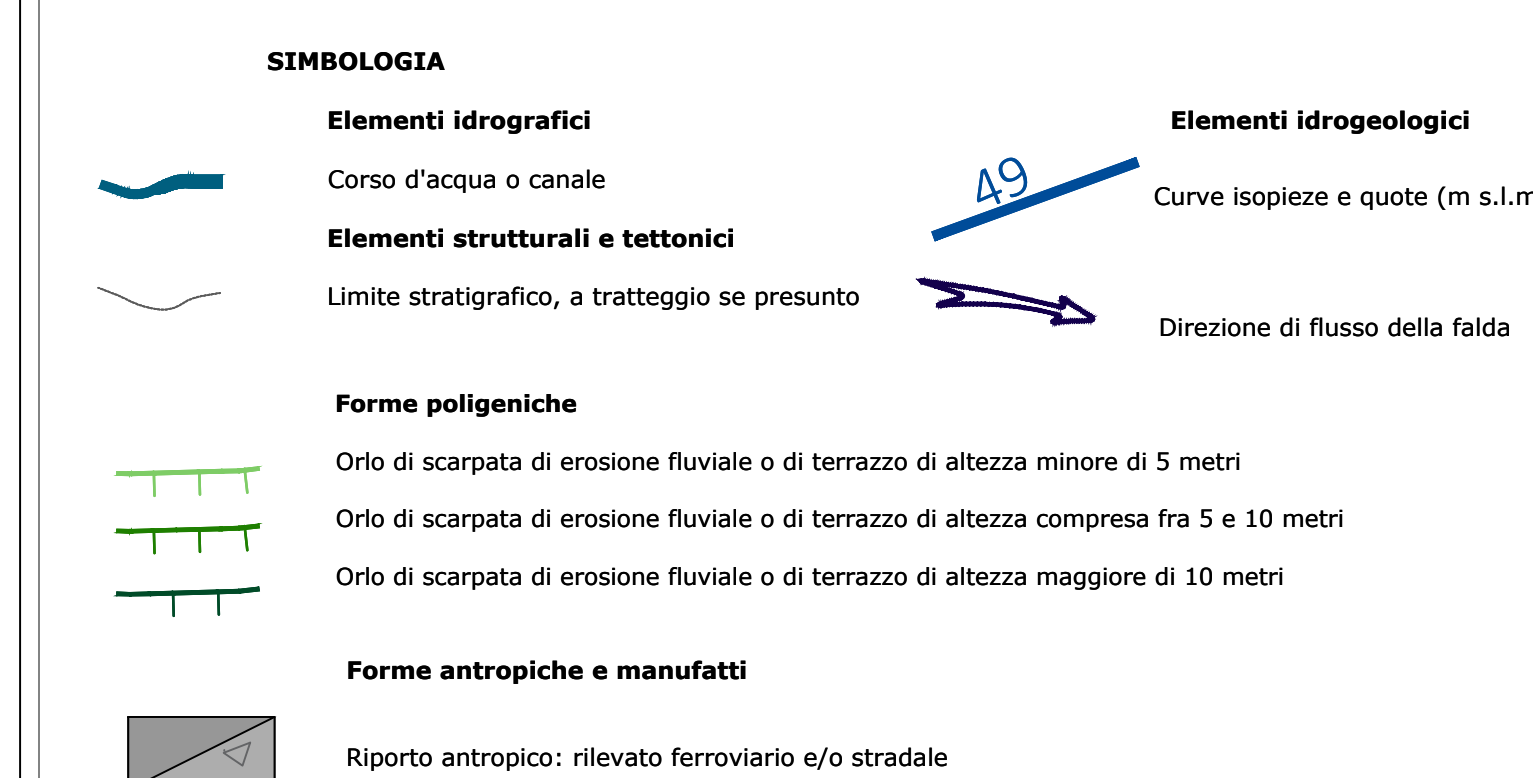 SIMBOLOGIA
Elementi idrografici
Corso d'acqua o canale
Elementi strutturali e tettonici
Limite stratigrafico, a tratteggio se presunto
Elementi idrogeologici
49
Curve isopieze e quote (m s.l.m
Direzione di flusso della falda
Forme poligeniche
Orlo di scarpata di erosione fluviale o di terrazzo di altezza minore di 5 metri
Orlo di scarpata di erosione fluviale o di terrazzo di altezza compresa fra 5 e 10 metri
Orlo di scarpata di erosione fluviale o di terrazzo di altezza maggiore di 10 metri
Forme antropiche e manufatti
Riporto antropico: rilevato ferroviario e/o stradale